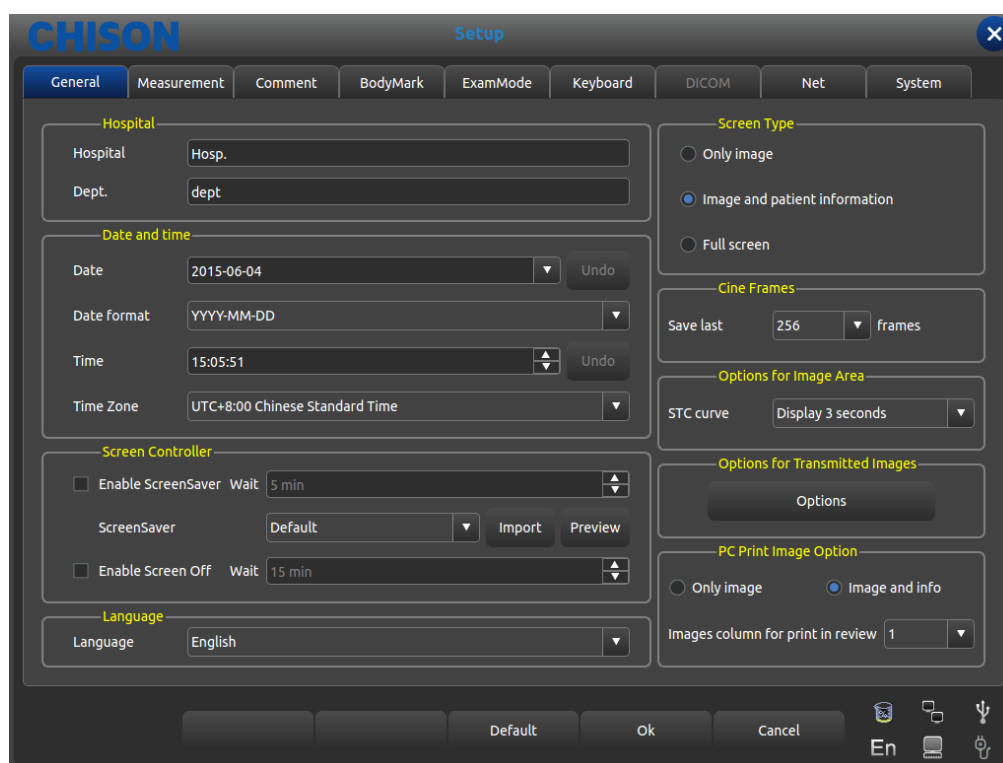 CHISON
Setup
General Measurement Comment BodyMark ExamMode Keyboard DICOM Net System
Hospital
Hospital Hosp.
Dept. dept
Date and time
Date 2015-06-04 Undo
Date format YYYY-MM-DD
Time 15:05:51 Undo
Time Zone UTC+8:00 Chinese Standard Time
Screen Controller
Enable ScreenSaver Wait 5 min
ScreenSaver Default Import Preview
Enable Screen Off Wait 15 min
Language
Language English
Screen Type
Only image
Image and patient information
Full screen
Cine Frames
Save last 256 frames
Options for Image Area
STC curve Display 3 seconds
Options for Transmitted Images
Options
PC Print Image Option
Only image Image and info
Images column for print in review 1
Default Ok Cancel
En